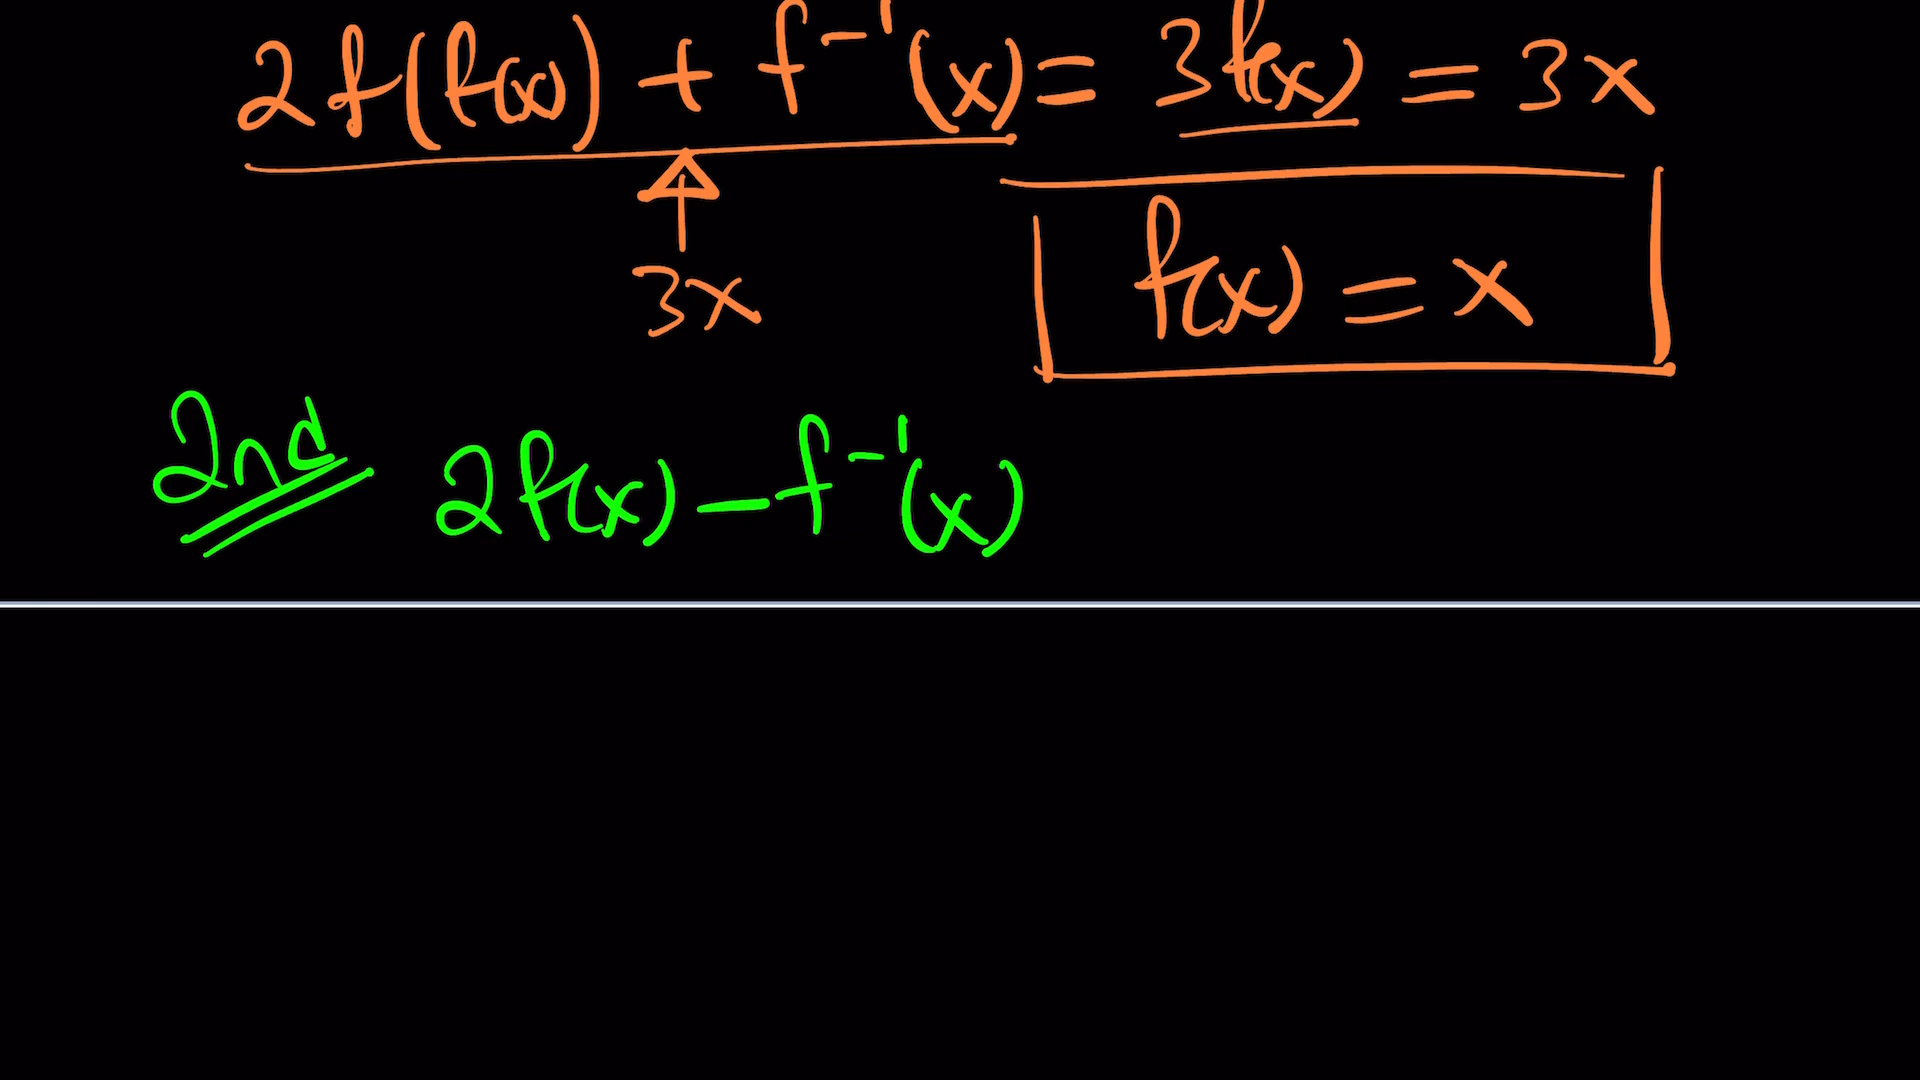 2f(f(x)) + f⁻¹(x) = 3f(x) = 3x
3x
f(x) = x
2nd 2f(x) − f⁻¹(x)